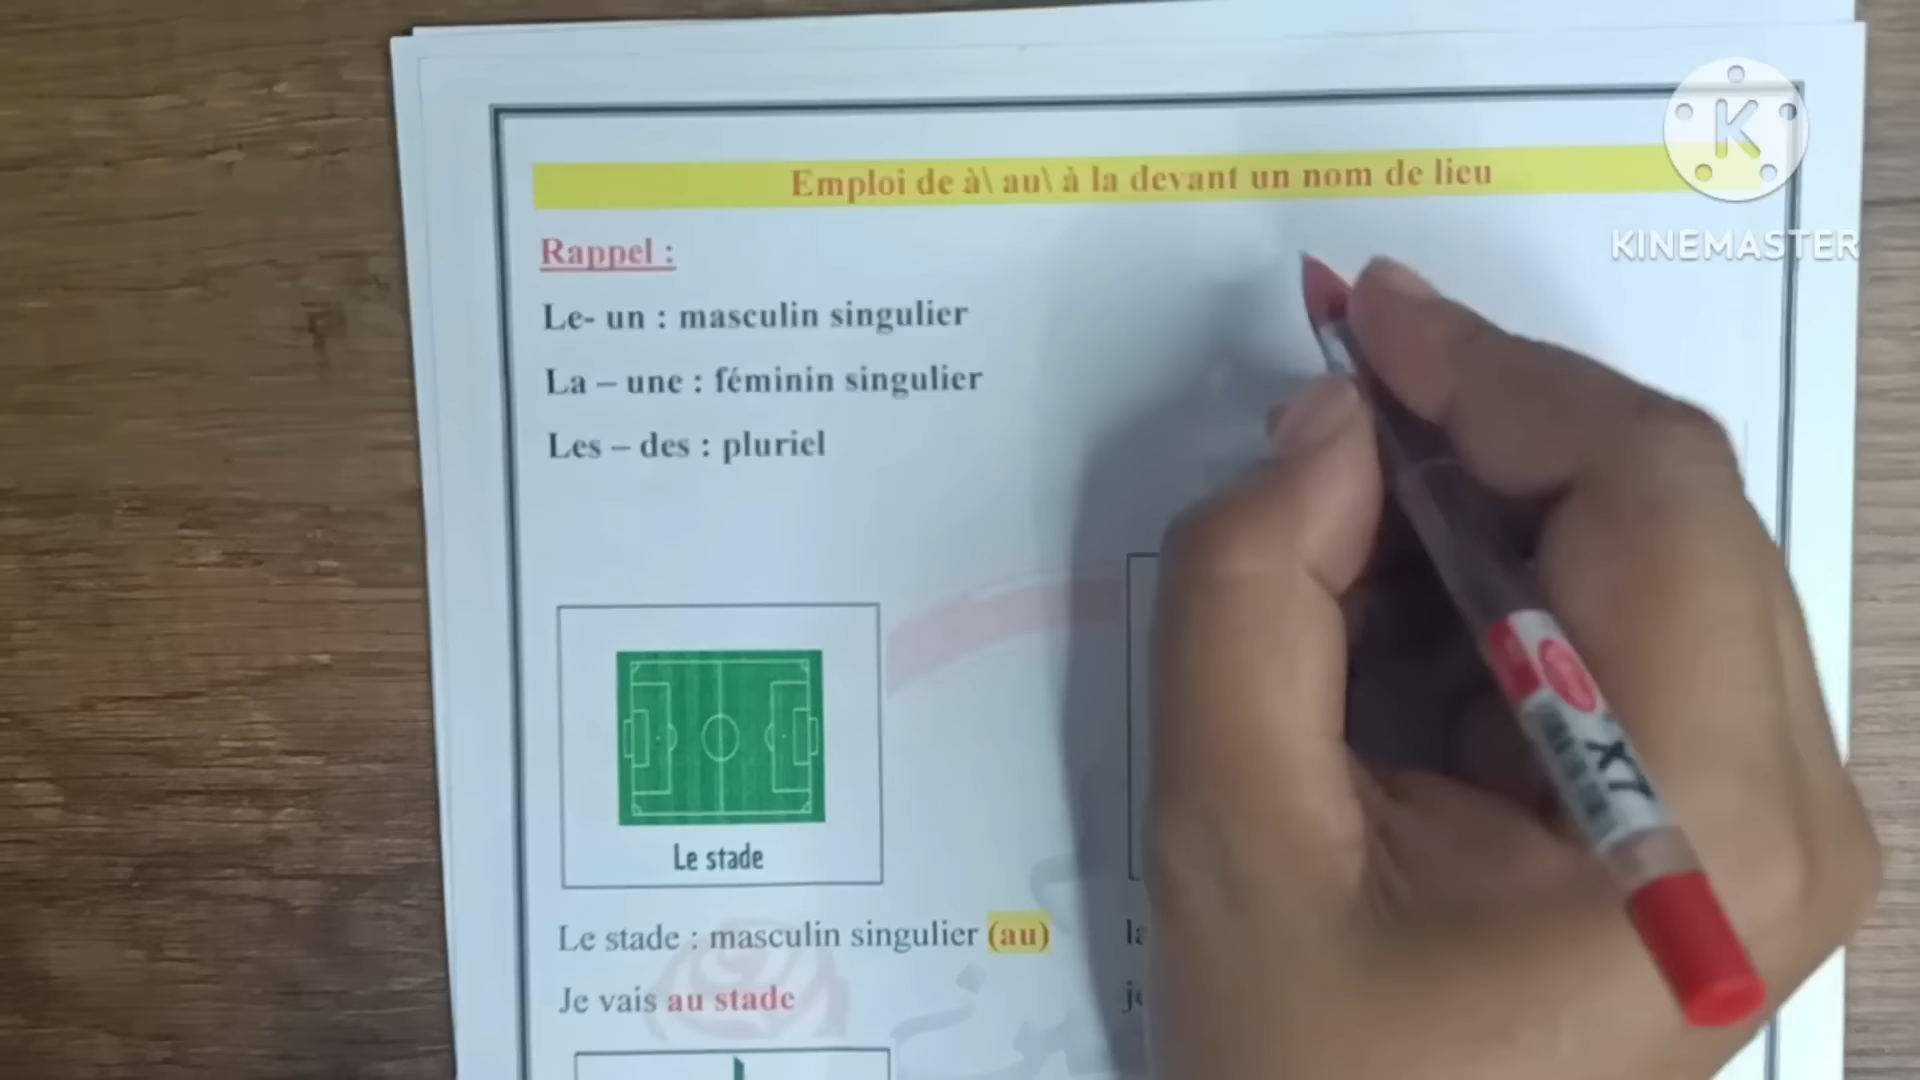 Emploi de à\ au\ à la devant un nom de lieu
K
KINEMASTER
Rappel :
Le- un : masculin singulier
La – une : féminin singulier
Les – des : pluriel
X7
Le stade
Le stade : masculin singulier (au)
Je vais au stade